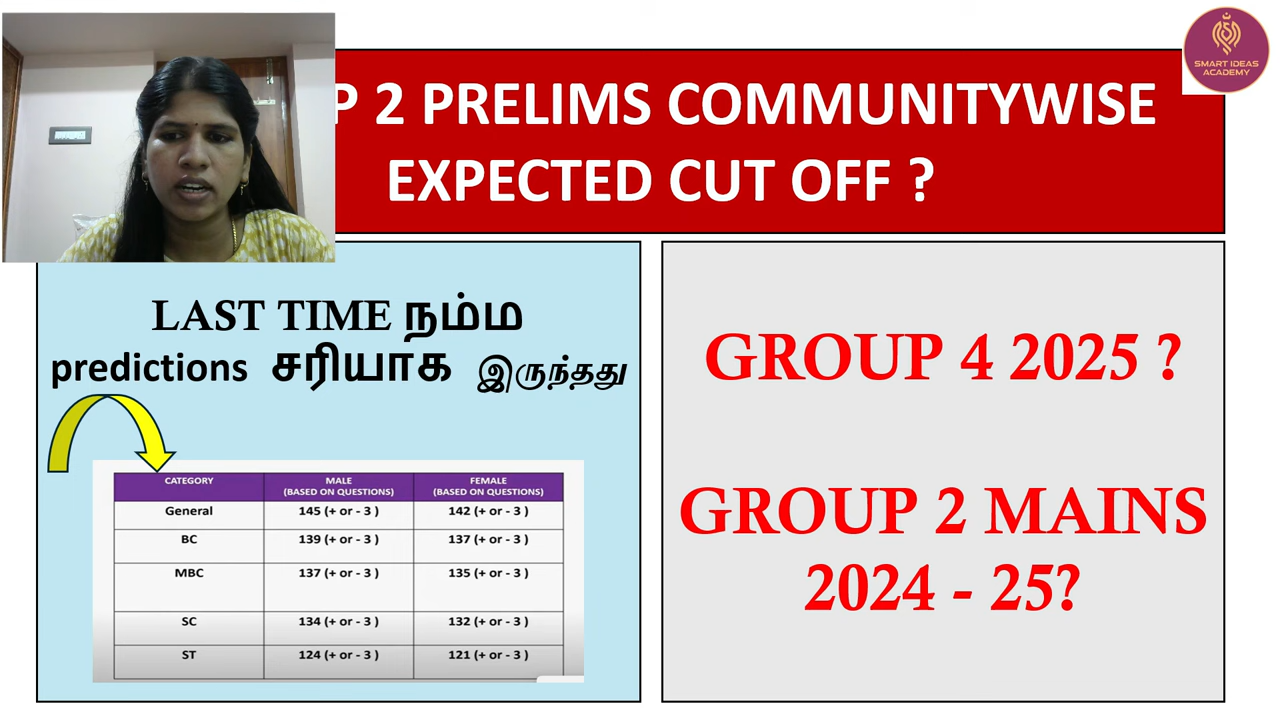 SMART IDEAS
ACADEMY
P 2 PRELIMS COMMUNITYWISE
EXPECTED CUT OFF ?
LAST TIME நம்ம
predictions சரியாக இருந்தது
CATEGORY MALE (BASED ON QUESTIONS) FEMALE (BASED ON QUESTIONS)
General 145 (+ or - 3 ) 142 (+ or - 3 )
BC 139 (+ or - 3 ) 137 (+ or - 3 )
MBC 137 (+ or - 3 ) 135 (+ or - 3 )
SC 134 (+ or - 3 ) 132 (+ or - 3 )
ST 124 (+ or - 3 ) 121 (+ or - 3 )
GROUP 4 2025 ?
GROUP 2 MAINS
2024 - 25?